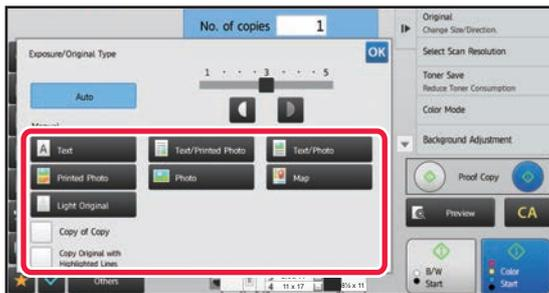 No. of copies 1
Exposure/Original Type
OK
1 3 5
Auto
Text
Text/Printed Photo
Text/Photo
Printed Photo
Photo
Map
Light Original
Copy of Copy
Copy Original with
Highlighted Lines
Others
11 x 17
8½ x 11
Original
Change Size/Direction.
Select Scan Resolution
Toner Save
Reduce Toner Consumption
Color Mode
Background Adjustment
Proof Copy
Preview
CA
B/W
Start
Color
Start